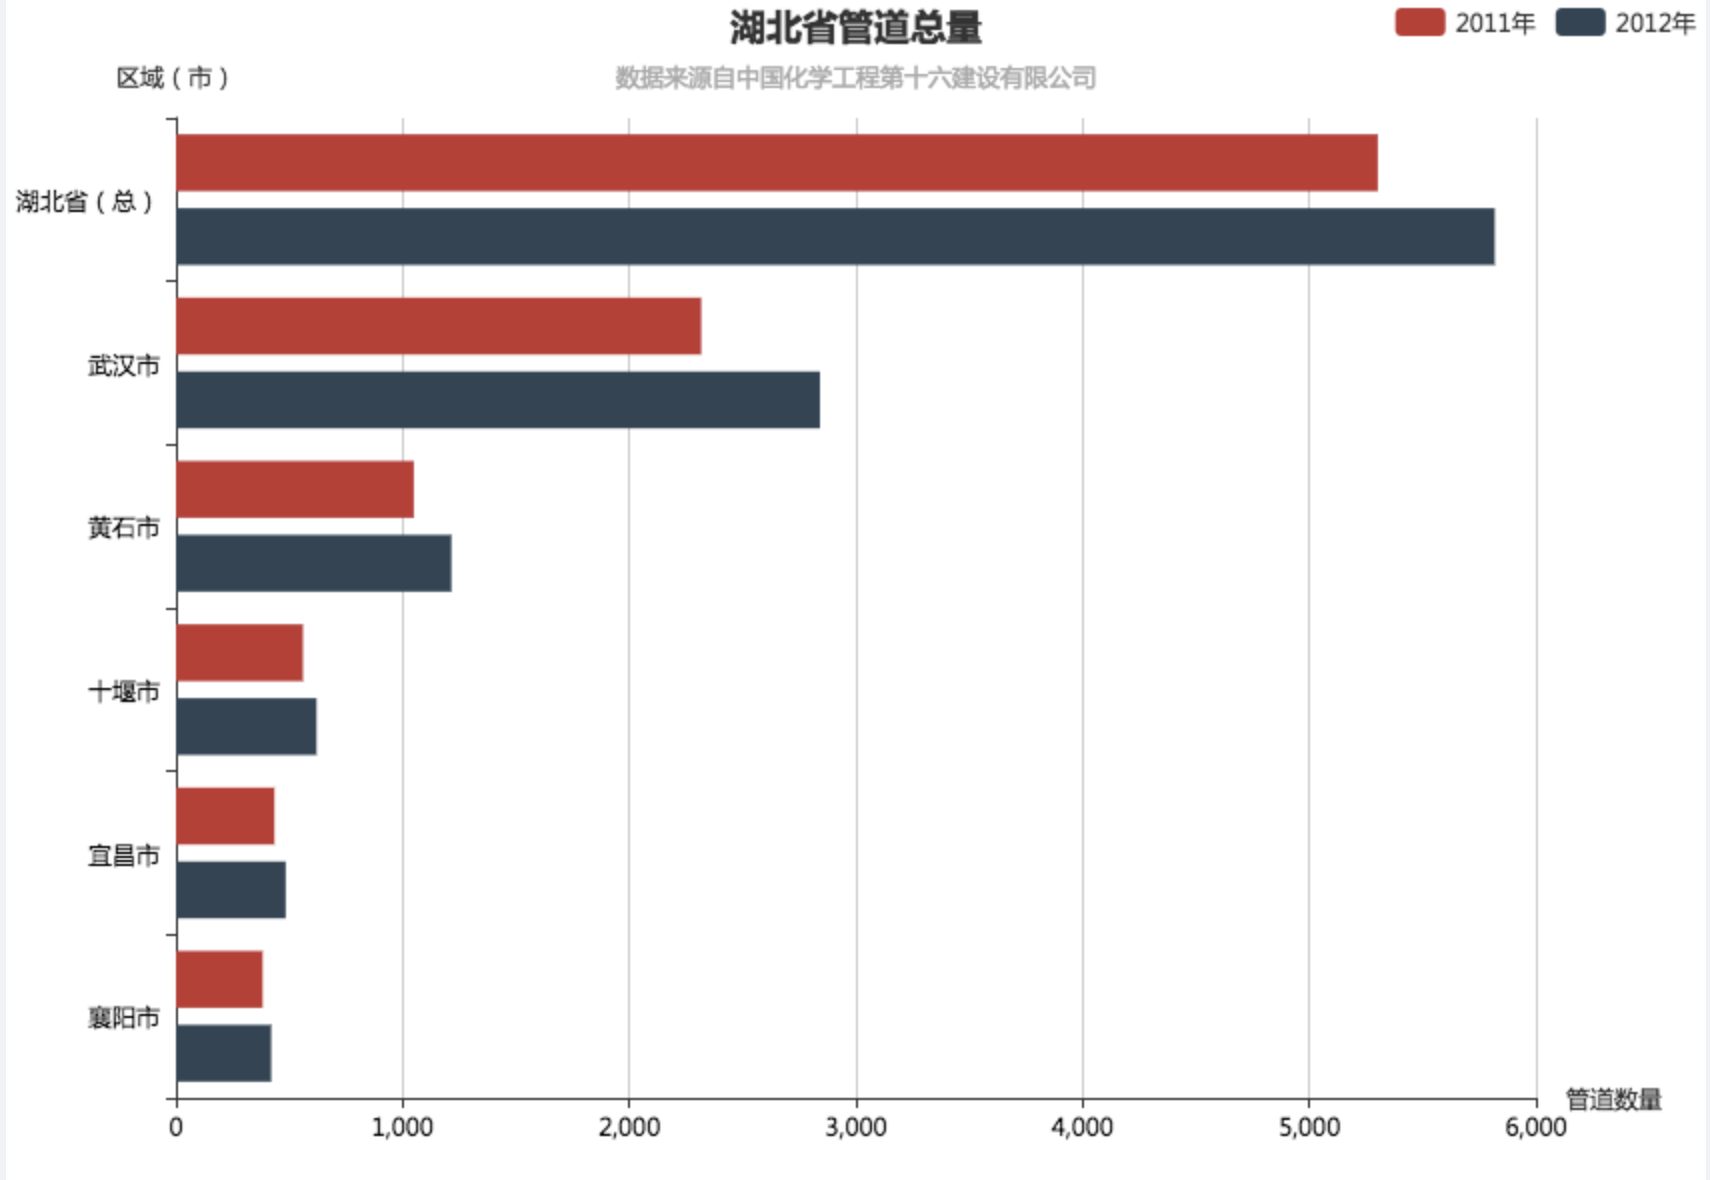 湖北省管道总量
2011年 2012年
数据来源自中国化学工程第十六建设有限公司
区域（市）
湖北省（总）
武汉市
黄石市
十堰市
宜昌市
襄阳市
管道数量
0 1,000 2,000 3,000 4,000 5,000 6,000